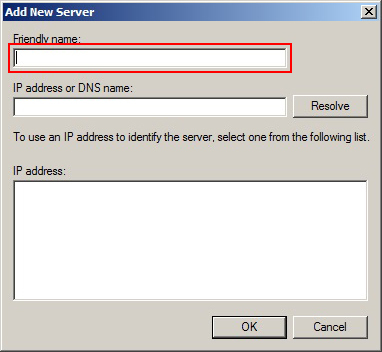 Add New Server
Friendly name:
IP address or DNS name:
Resolve
To use an IP address to identify the server, select one from the following list.
IP address:
OK
Cancel